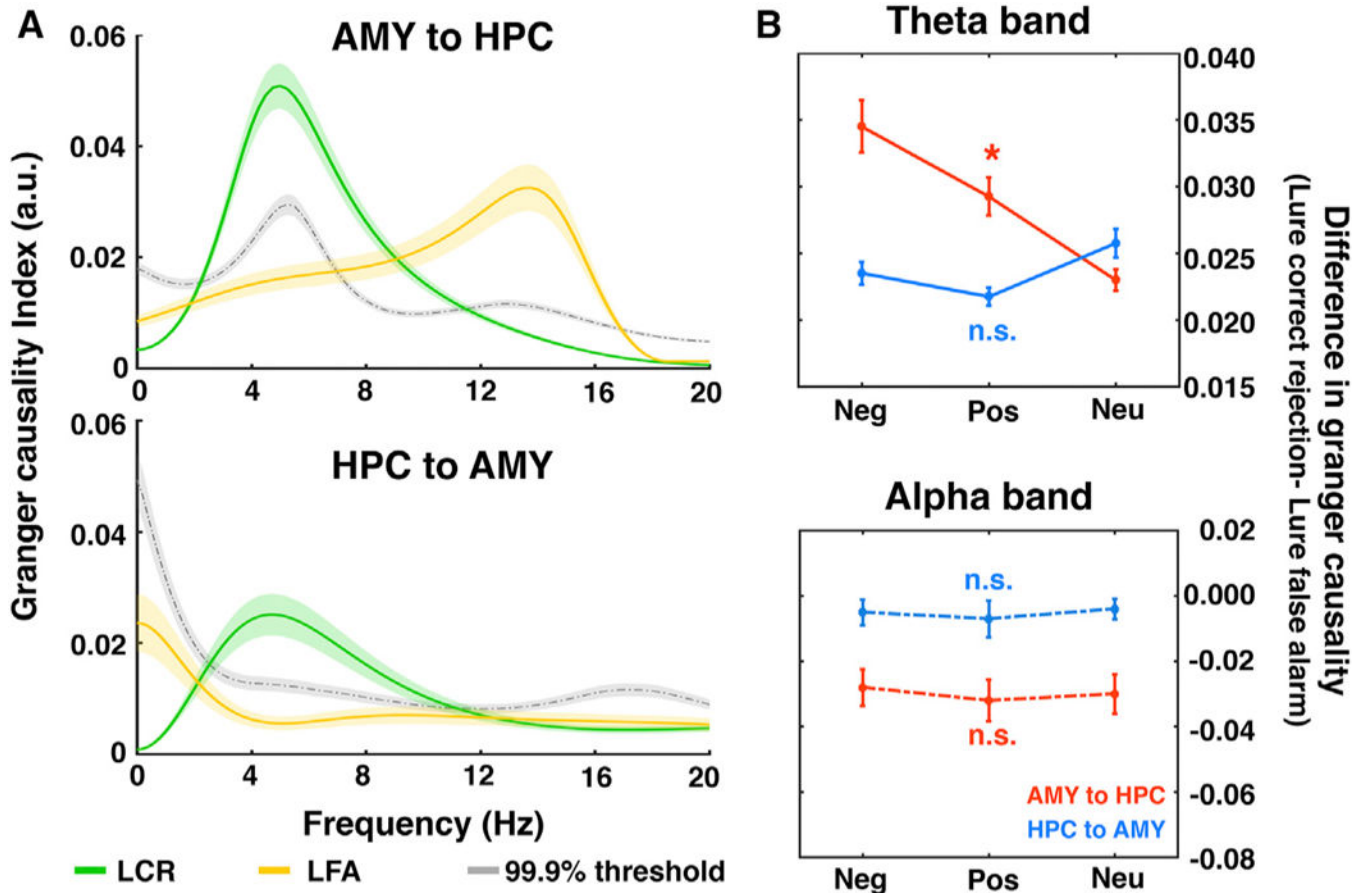 A
AMY to HPC
0.06
0.04
0.02
0
0 4 8 12 16 20
HPC to AMY
0.06
0.04
0.02
0
0 4 8 12 16 20
Granger causality Index (a.u.)
Frequency (Hz)
LCR LFA 99.9% threshold
B
Theta band
0.040
0.035
0.030
0.025
0.020
0.015
*
n.s.
Neg Pos Neu
Alpha band
0.02
0.000
-0.02
-0.04
-0.06
-0.08
n.s.
n.s.
AMY to HPC
HPC to AMY
Neg Pos Neu
Difference in granger causality
(Lure correct rejection- Lure false alarm)